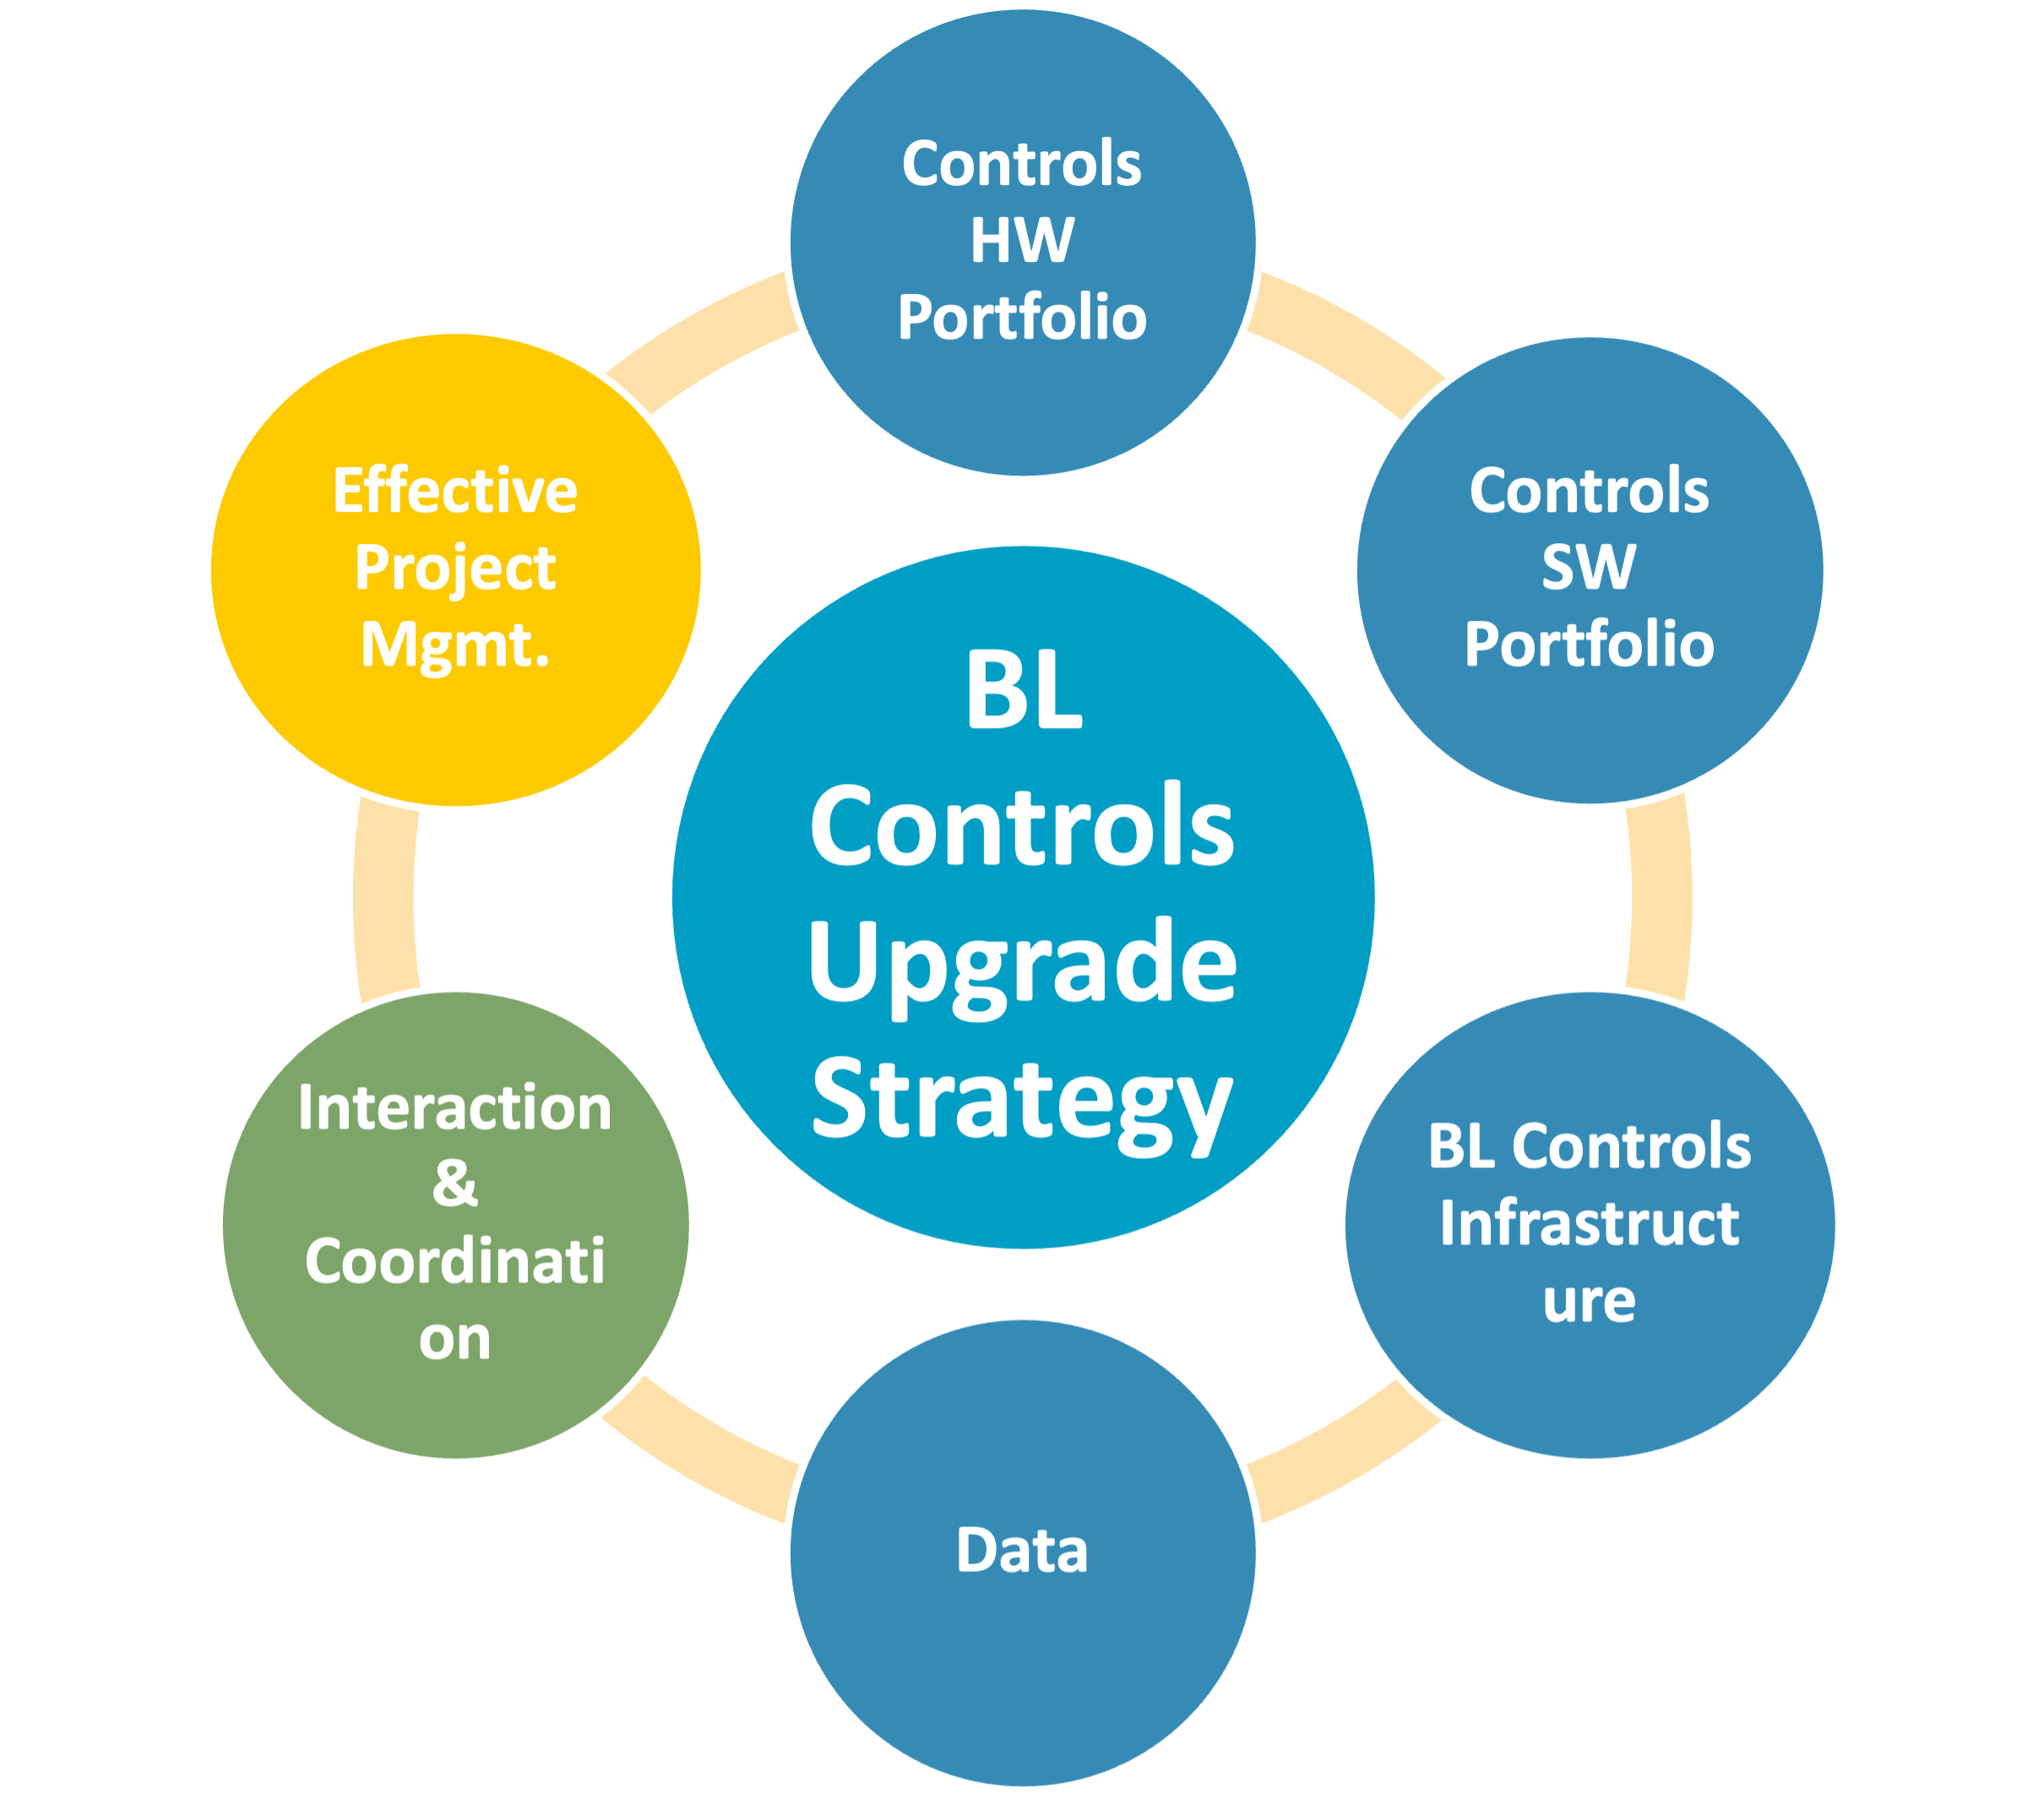 Controls
HW
Portfolio
Controls
SW
Portfolio
BL Controls
Infrastruct
ure
Data
Interaction
&
Coordinati
on
Effective
Project
Mgmt.
BL
Controls
Upgrade
Strategy